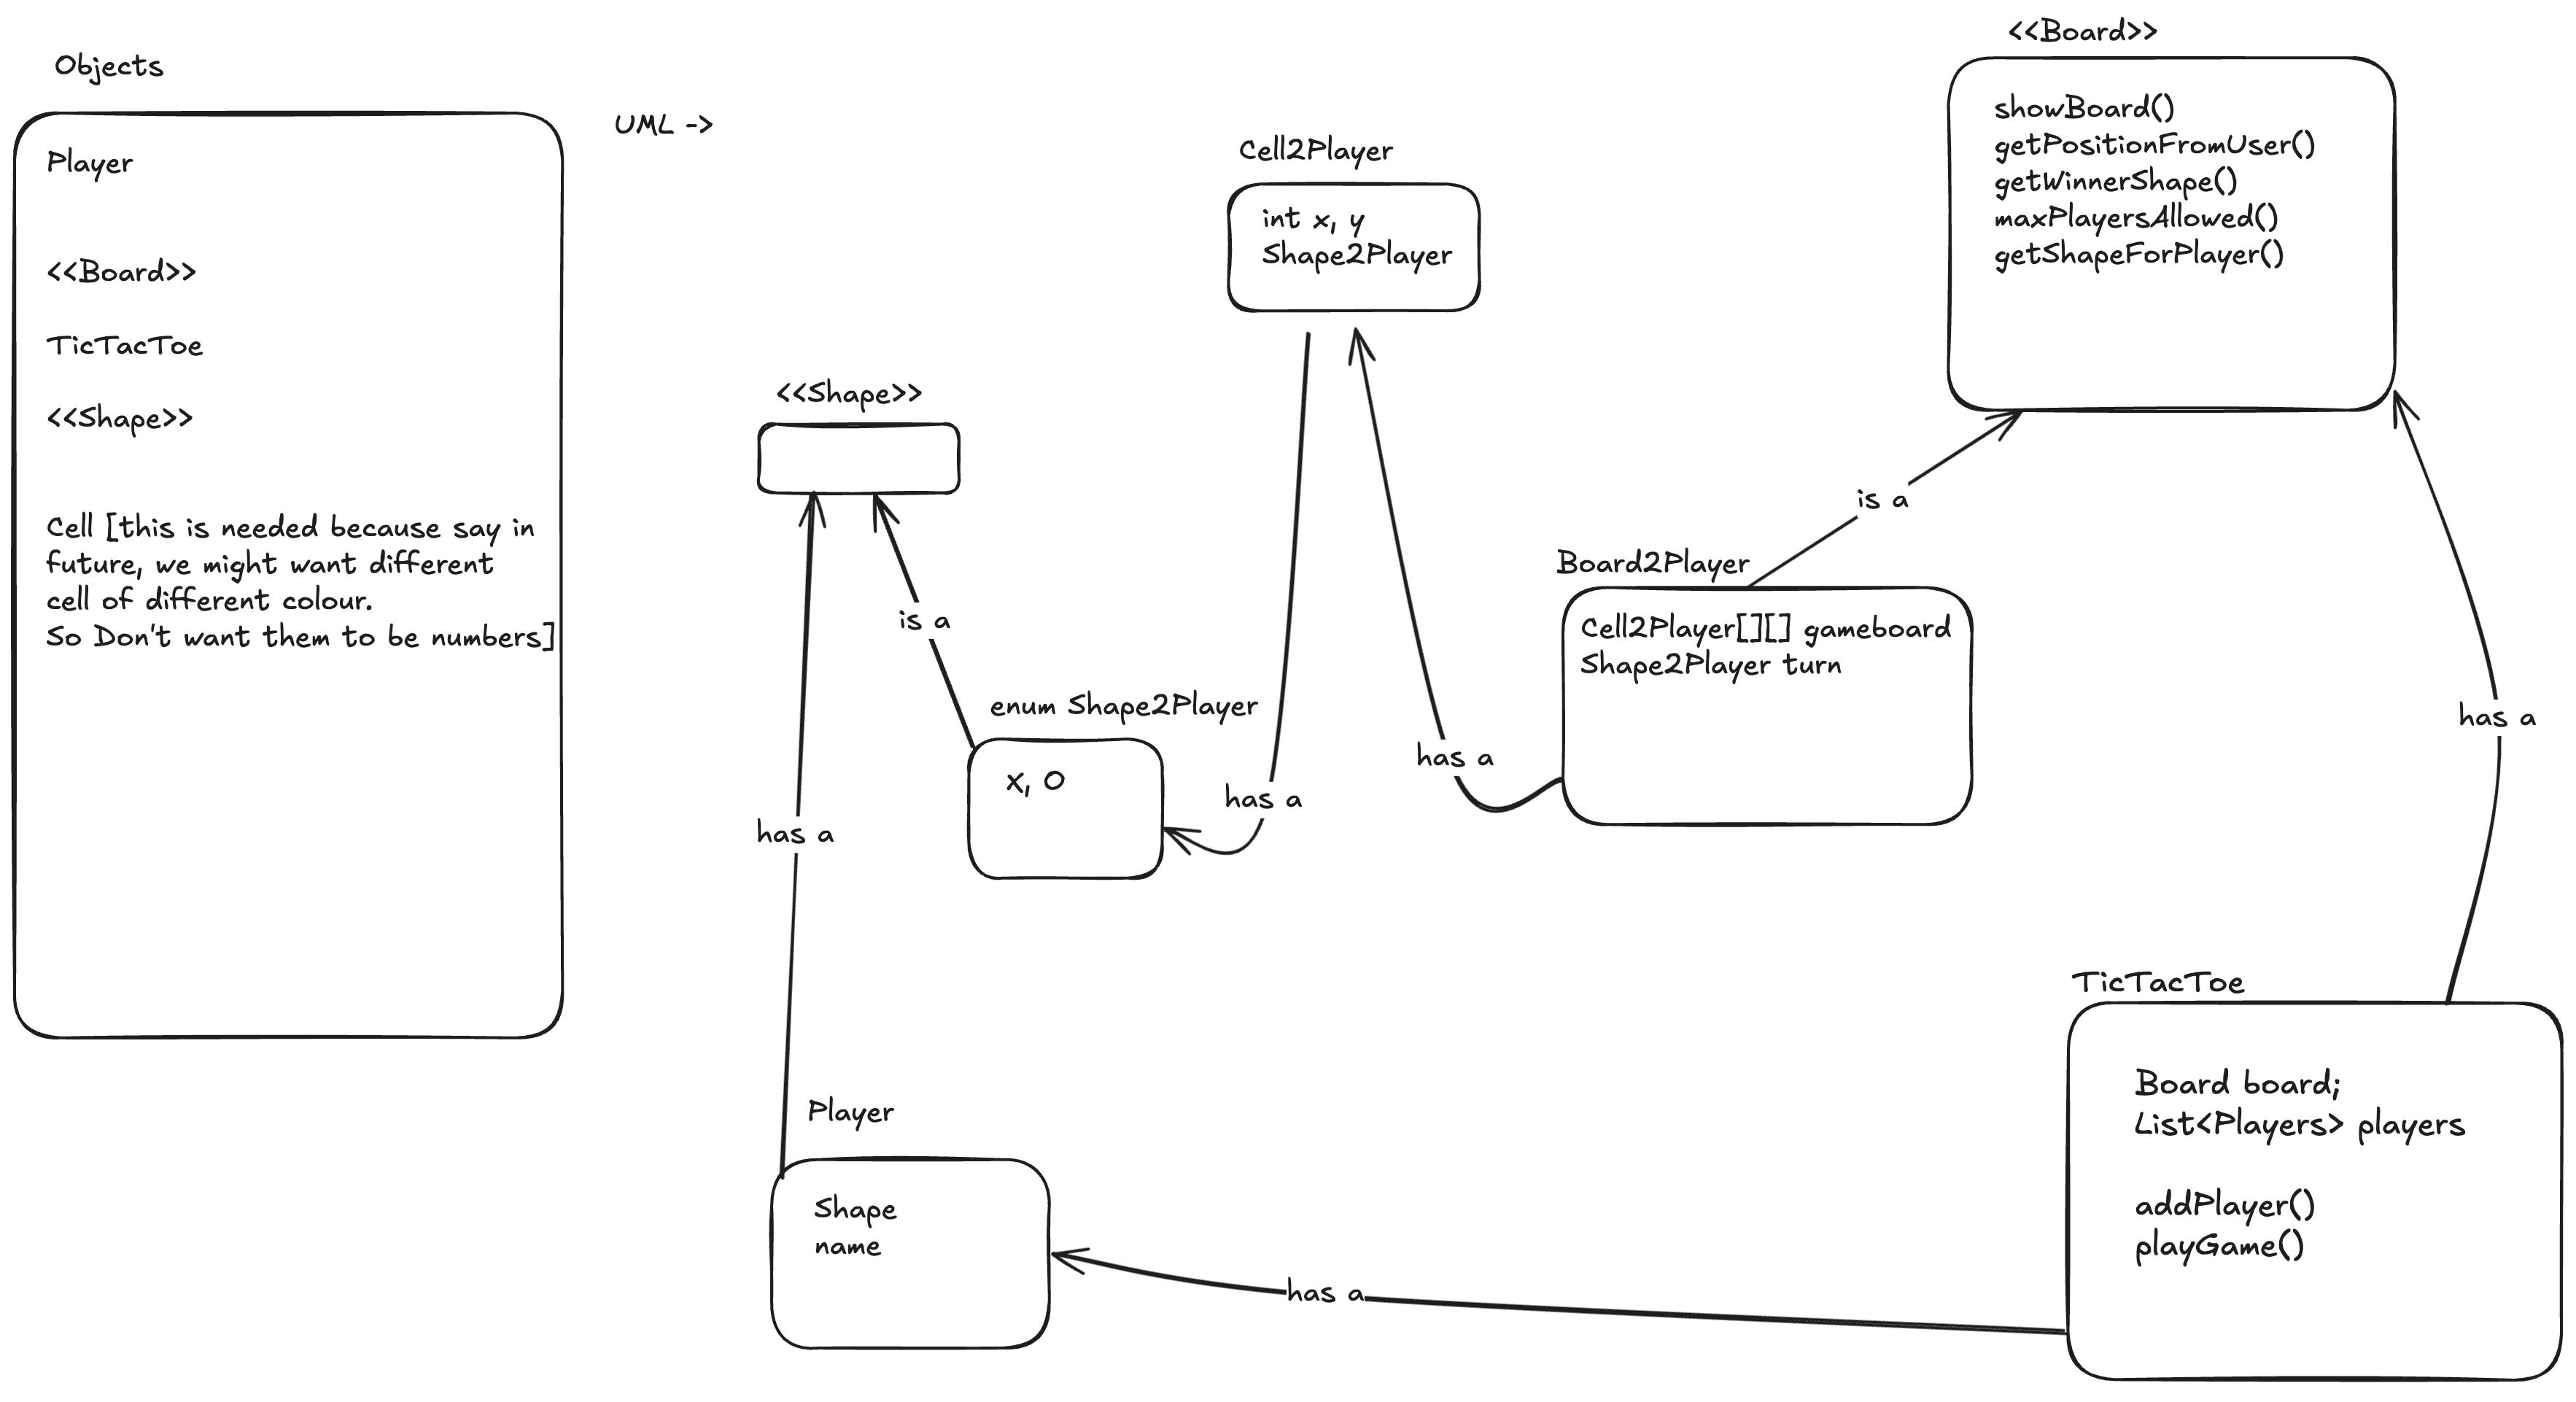 Objects
Player
<<Board>>
TicTacToe
<<Shape>>
Cell [this is needed because say in
future, we might want different
cell of different colour.
So Don't want them to be numbers]
UML ->
<<Shape>>
is a
has a
enum Shape2Player
x, O
Cell2Player
int x, y
Shape2Player
has a
has a
Board2Player
Cell2Player[][] gameboard
Shape2Player turn
is a
<<Board>>
showBoard()
getPositionFromUser()
getWinnerShape()
maxPlayersAllowed()
getShapeForPlayer()
has a
TicTacToe
Board board;
List<Players> players
addPlayer()
playGame()
has a
Player
Shape
name